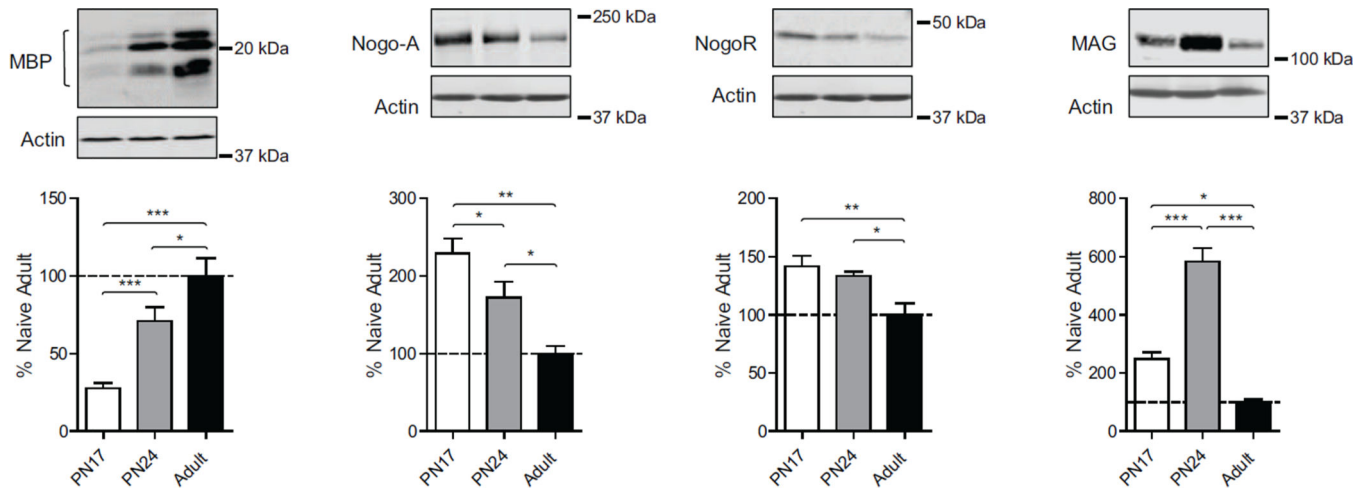 MBP
20 kDa
Actin
37 kDa
% Naive Adult
150
100
50
0
***
*
***
PN17
PN24
Adult
Nogo-A
250 kDa
Actin
37 kDa
% Naive Adult
300
200
100
0
**
*
*
PN17
PN24
Adult
NogoR
50 kDa
Actin
37 kDa
% Naive Adult
200
150
100
50
0
**
*
PN17
PN24
Adult
MAG
100 kDa
Actin
37 kDa
% Naive Adult
800
600
400
200
0
*
*** ***
PN17
PN24
Adult